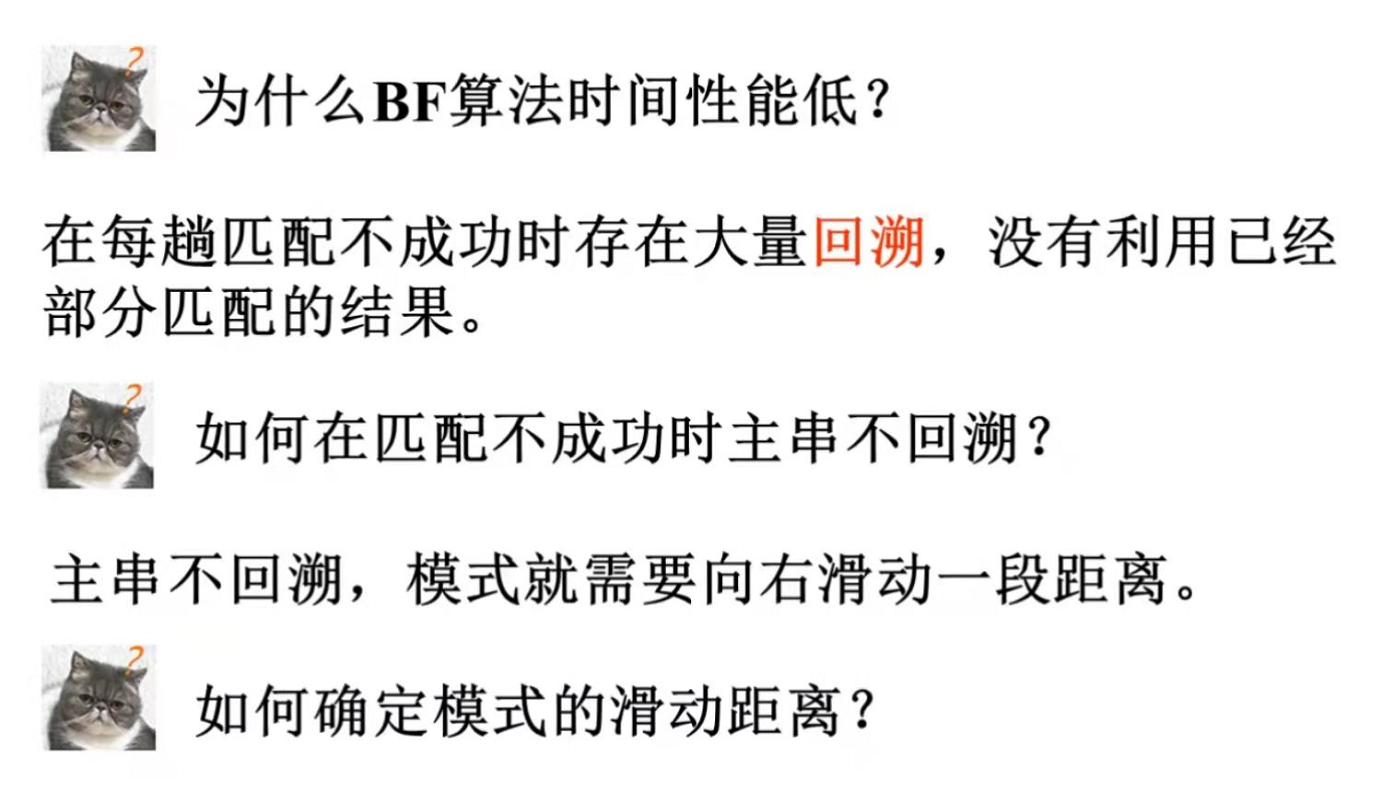 为什么BF算法时间性能低？
在每趟匹配不成功时存在大量回溯，没有利用已经
部分匹配的结果。
如何在匹配不成功时主串不回溯？
主串不回溯，模式就需要向右滑动一段距离。
如何确定模式的滑动距离？